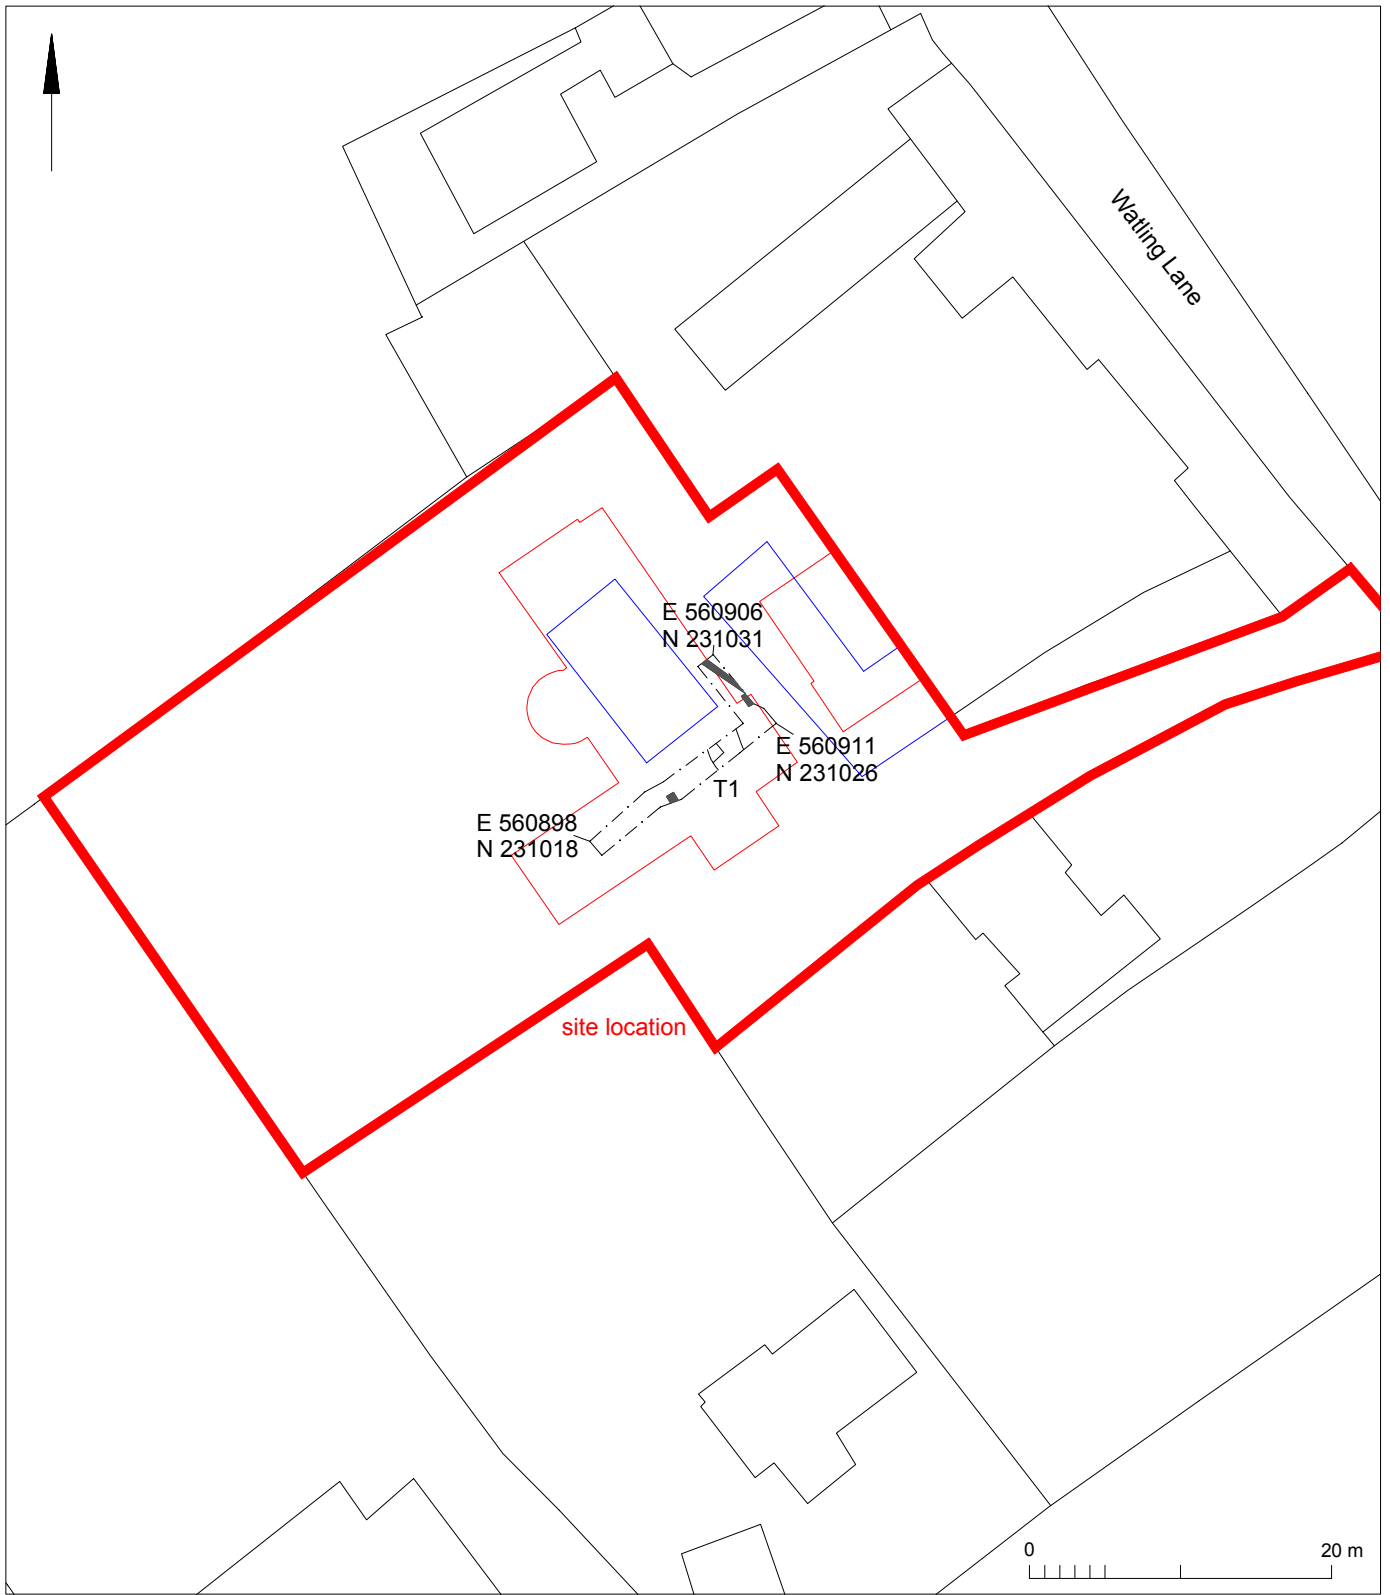 Watling Lane
E 560906
N 231031
E 560911
N 231026
T1
E 560898
N 231018
site location
0 20 m